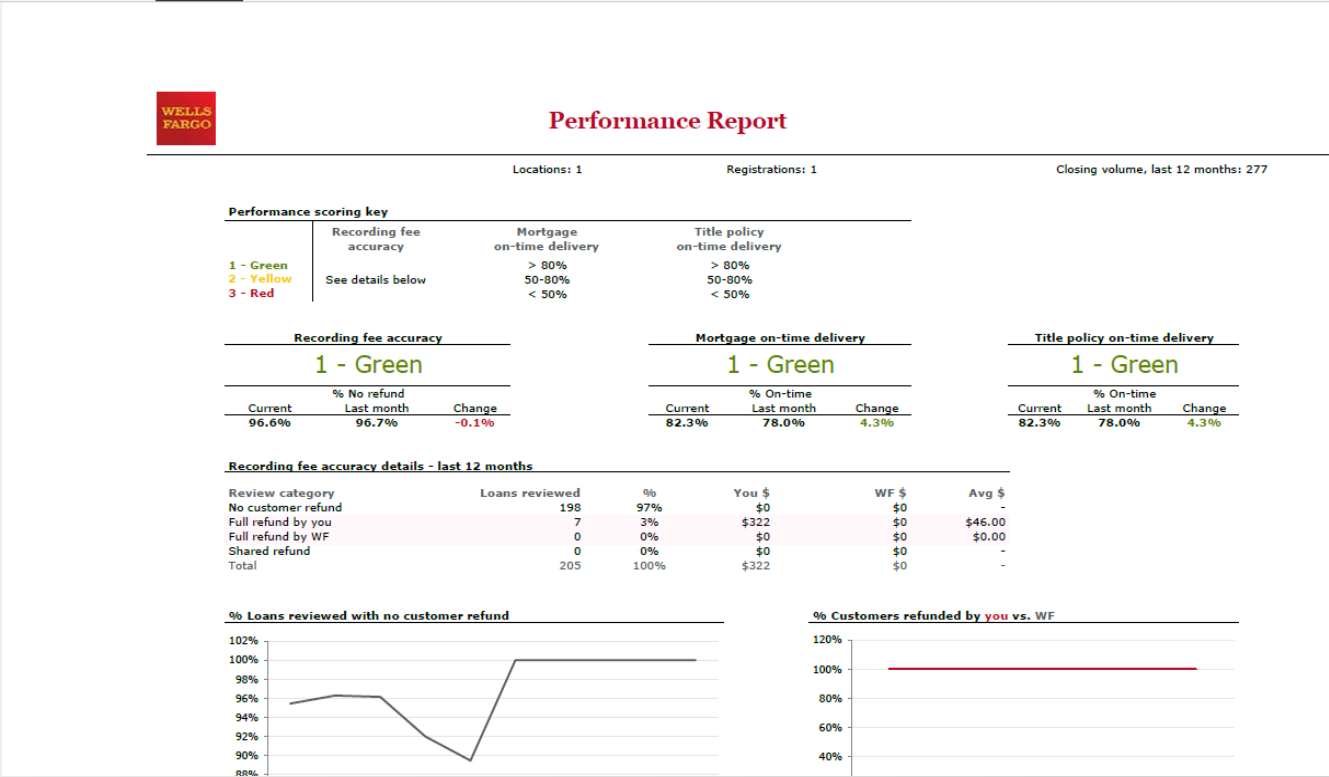 WELLS
FARGO
Performance Report
Locations: 1 Registrations: 1 Closing volume, last 12 months: 277
Performance scoring key
Recording fee Mortgage Title policy
accuracy on-time delivery on-time delivery
1 - Green > 80% > 80%
2 - Yellow See details below 50-80% 50-80%
3 - Red < 50% < 50%
Recording fee accuracy Mortgage on-time delivery Title policy on-time delivery
1 - Green 1 - Green 1 - Green
% No refund % On-time % On-time
Current Last month Change Current Last month Change Current Last month Change
96.6% 96.7% -0.1% 82.3% 78.0% 4.3% 82.3% 78.0% 4.3%
Recording fee accuracy details - last 12 months
Review category Loans reviewed % You $ WF $ Avg $
No customer refund 198 97% $0 $0 -
Full refund by you 7 3% $322 $0 $46.00
Full refund by WF 0 0% $0 $0 $0.00
Shared refund 0 0% $0 $0 -
Total 205 100% $322 $0 -
% Loans reviewed with no customer refund % Customers refunded by you vs. WF
102% 120%
100% 100%
98% 80%
96% 60%
94% 40%
92%
90%
88%